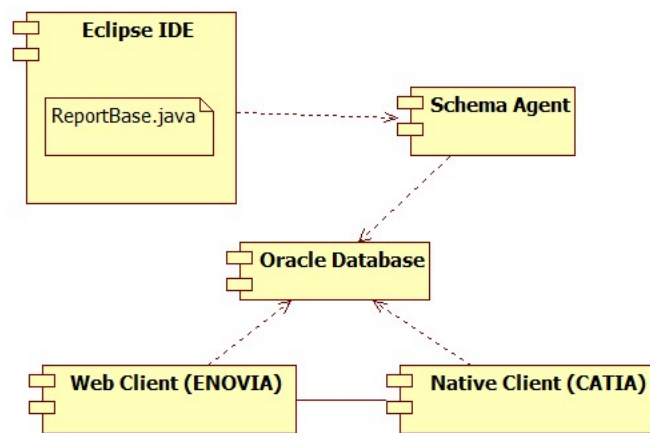 Eclipse IDE
ReportBase.java
Schema Agent
Oracle Database
Web Client (ENOVIA)
Native Client (CATIA)